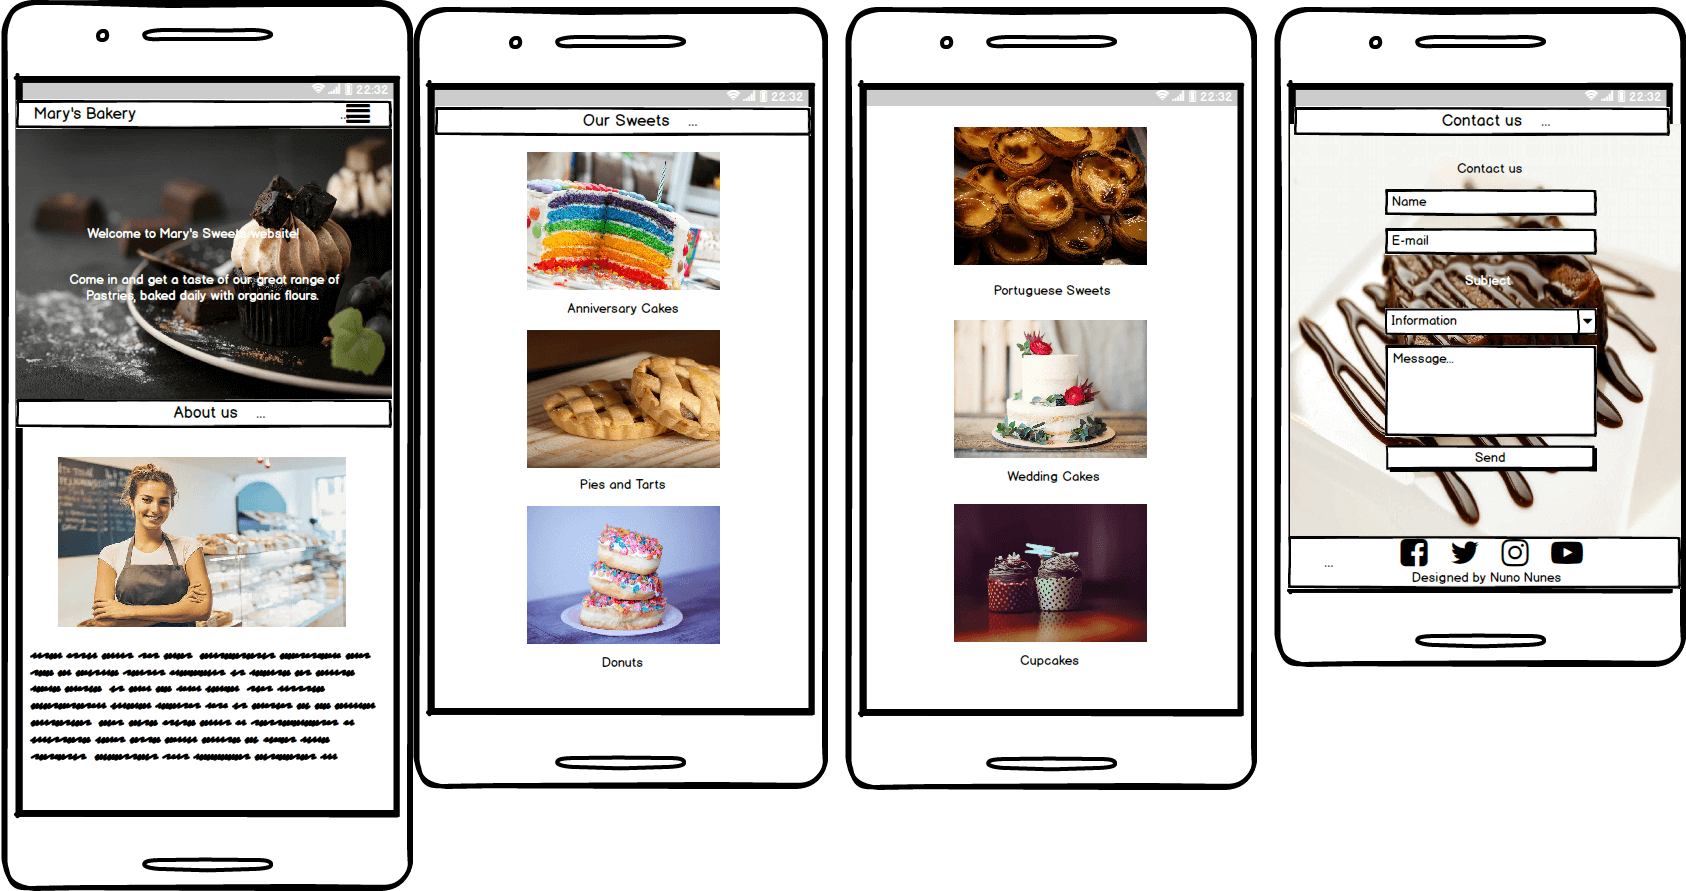 22:32
Mary's Bakery
...
Welcome to Mary's Sweets website!
Come in and get a taste of our great range of
Pastries, baked daily with organic flours.
About us ...
22:32
Our Sweets ...
Anniversary Cakes
Pies and Tarts
Donuts
22:32
Portuguese Sweets
Wedding Cakes
Cupcakes
22:32
Contact us ...
Contact us
Name
E-mail
Subject
Information
Message...
Send
...
Designed by Nuno Nunes